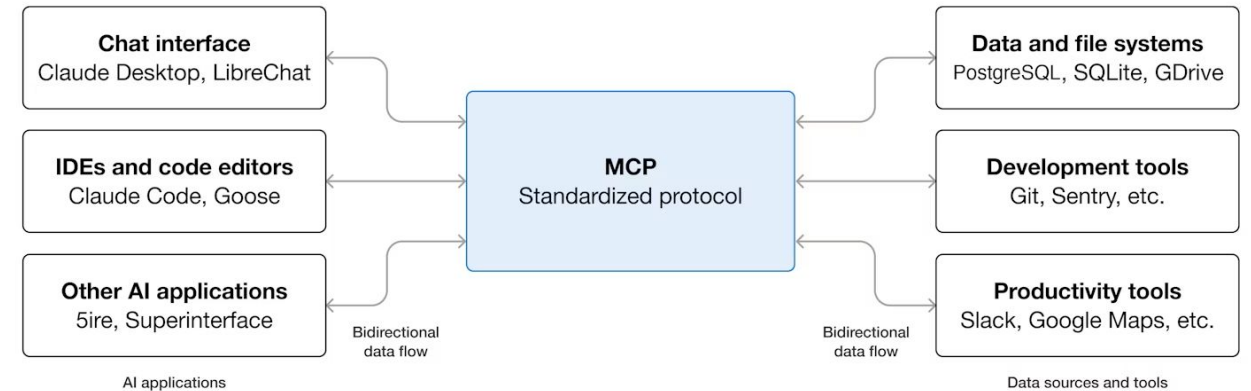 Chat interface
Claude Desktop, LibreChat
IDEs and code editors
Claude Code, Goose
Other AI applications
5ire, Superinterface
AI applications
Bidirectional
data flow
MCP
Standardized protocol
Bidirectional
data flow
Data and file systems
PostgreSQL, SQLite, GDrive
Development tools
Git, Sentry, etc.
Productivity tools
Slack, Google Maps, etc.
Data sources and tools